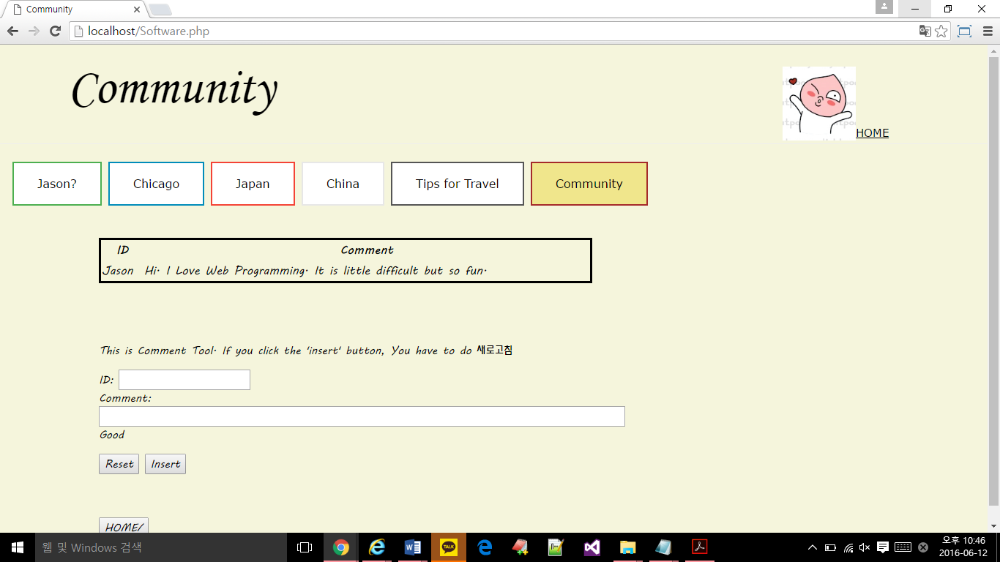 Community
localhost/Software.php
Community
HOME
Jason? Chicago Japan China Tips for Travel Community
ID Comment
Jason Hi. I Love Web Programming. It is little difficult but so fun.
This is Comment Tool. If you click the 'insert' button, You have to do 새로고침
ID:
Comment:
Good
Reset Insert
HOME/
웹 및 Windows 검색
TALK
오후 10:46
2016-06-12